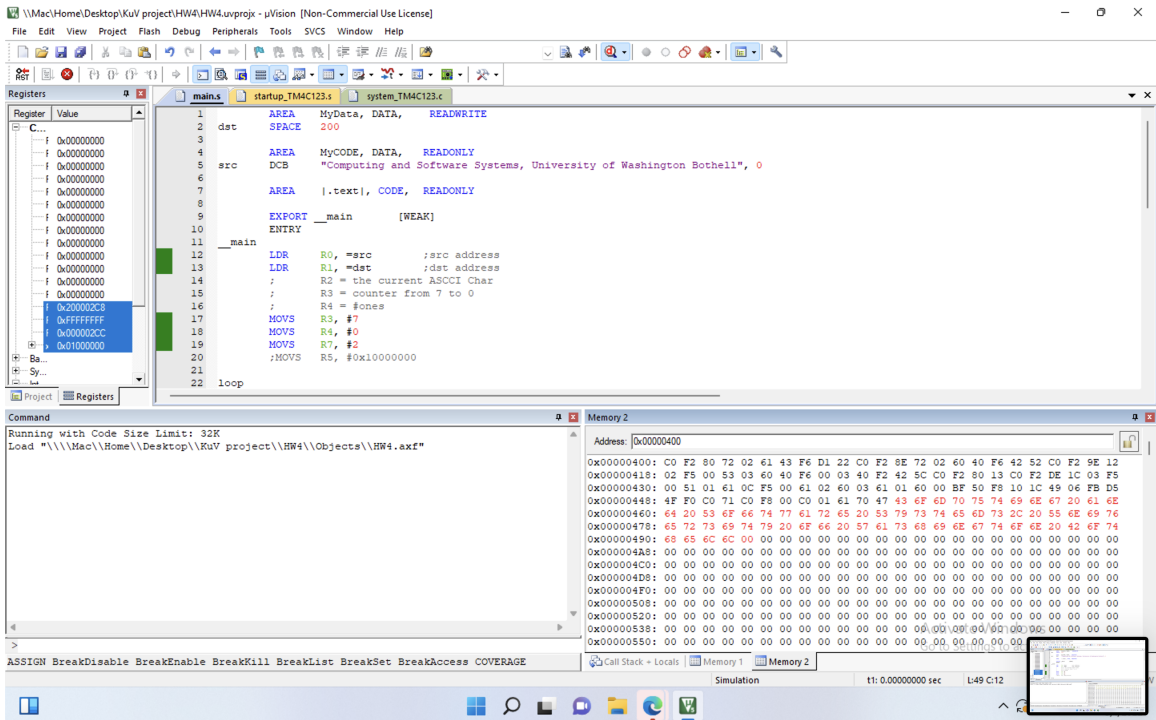 \\Mac\Home\Desktop\KuV project\HW4\HW4.uvprojx - µVision [Non-Commercial Use License]
File Edit View Project Flash Debug Peripherals Tools SVCS Window Help
RST
Registers
main.s startup_TM4C123.s system_TM4C123.c
Register Value
C...
0x00000000
0x00000000
0x00000000
0x00000000
0x00000000
0x00000000
0x00000000
0x00000000
0x00000000
0x00000000
0x00000000
0x00000000
0x00000000
0x200002C8
0xFFFFFFFF
0x000002CC
0x01000000
Ba...
Sy...
Int...
Project Registers
1 AREA MyData, DATA, READWRITE
2 dst SPACE 200
3
4 AREA MyCODE, DATA, READONLY
5 src DCB "Computing and Software Systems, University of Washington Bothell", 0
6
7 AREA |.text|, CODE, READONLY
8
9 EXPORT __main [WEAK]
10 ENTRY
11 __main
12 LDR R0, =src ;src address
13 LDR R1, =dst ;dst address
14 ; R2 = the current ASCCI Char
15 ; R3 = counter from 7 to 0
16 ; R4 = #ones
17 MOVS R3, #7
18 MOVS R4, #0
19 MOVS R7, #2
20 ;MOVS R5, #0x10000000
21
22 loop
Command
Running with Code Size Limit: 32K
Load "\\\\Mac\\Home\\Desktop\\KuV project\\HW4\\Objects\\HW4.axf"
>
ASSIGN BreakDisable BreakEnable BreakKill BreakList BreakSet BreakAccess COVERAGE
Memory 2
Address: 0x00000400
0x00000400: C0 F2 80 72 02 61 43 F6 D1 22 C0 F2 8E 72 02 60 40 F6 42 52 C0 F2 9E 12
0x00000418: 02 F5 00 53 03 60 40 F6 00 03 40 F2 42 5C C0 F2 80 13 C0 F2 DE 1C 03 F5
0x00000430: 00 51 01 61 0C F5 00 61 02 60 03 61 01 60 00 BF 50 F8 10 1C 49 06 FB D5
0x00000448: 4F F0 C0 71 C0 F8 00 C0 01 61 70 47 43 6F 6D 70 75 74 69 6E 67 20 61 6E
0x00000460: 64 20 53 6F 66 74 77 61 72 65 20 53 79 73 74 65 6D 73 2C 20 55 6E 69 76
0x00000478: 65 72 73 69 74 79 20 6F 66 20 57 61 73 68 69 6E 67 74 6F 6E 20 42 6F 74
0x00000490: 68 65 6C 6C 00 00 00 00 00 00 00 00 00 00 00 00 00 00 00 00 00 00 00 00
0x000004A8: 00 00 00 00 00 00 00 00 00 00 00 00 00 00 00 00 00 00 00 00 00 00 00 00
0x000004C0: 00 00 00 00 00 00 00 00 00 00 00 00 00 00 00 00 00 00 00 00 00 00 00 00
0x000004D8: 00 00 00 00 00 00 00 00 00 00 00 00 00 00 00 00 00 00 00 00 00 00 00 00
0x000004F0: 00 00 00 00 00 00 00 00 00 00 00 00 00 00 00 00 00 00 00 00 00 00 00 00
0x00000508: 00 00 00 00 00 00 00 00 00 00 00 00 00 00 00 00 00 00 00 00 00 00 00 00
0x00000520: 00 00 00 00 00 00 00 00 00 00 00 00 00 00 00 00 00 00 00 00 00 00 00 00
0x00000538: 00 00 00 00 00 00 00 00 00 00 00 00 00 00 00 00 00 00 00 00 00 00 00 00
0x00000550: 00 00 00 00 00 00 00 00 00 00 00 00 00 00 00 00 00 00 00 00 00 00 00 00
Activate Windows
Go to Settings to
Call Stack + Locals Memory 1 Memory 2
Simulation t1: 0.00000000 sec L:49 C:12